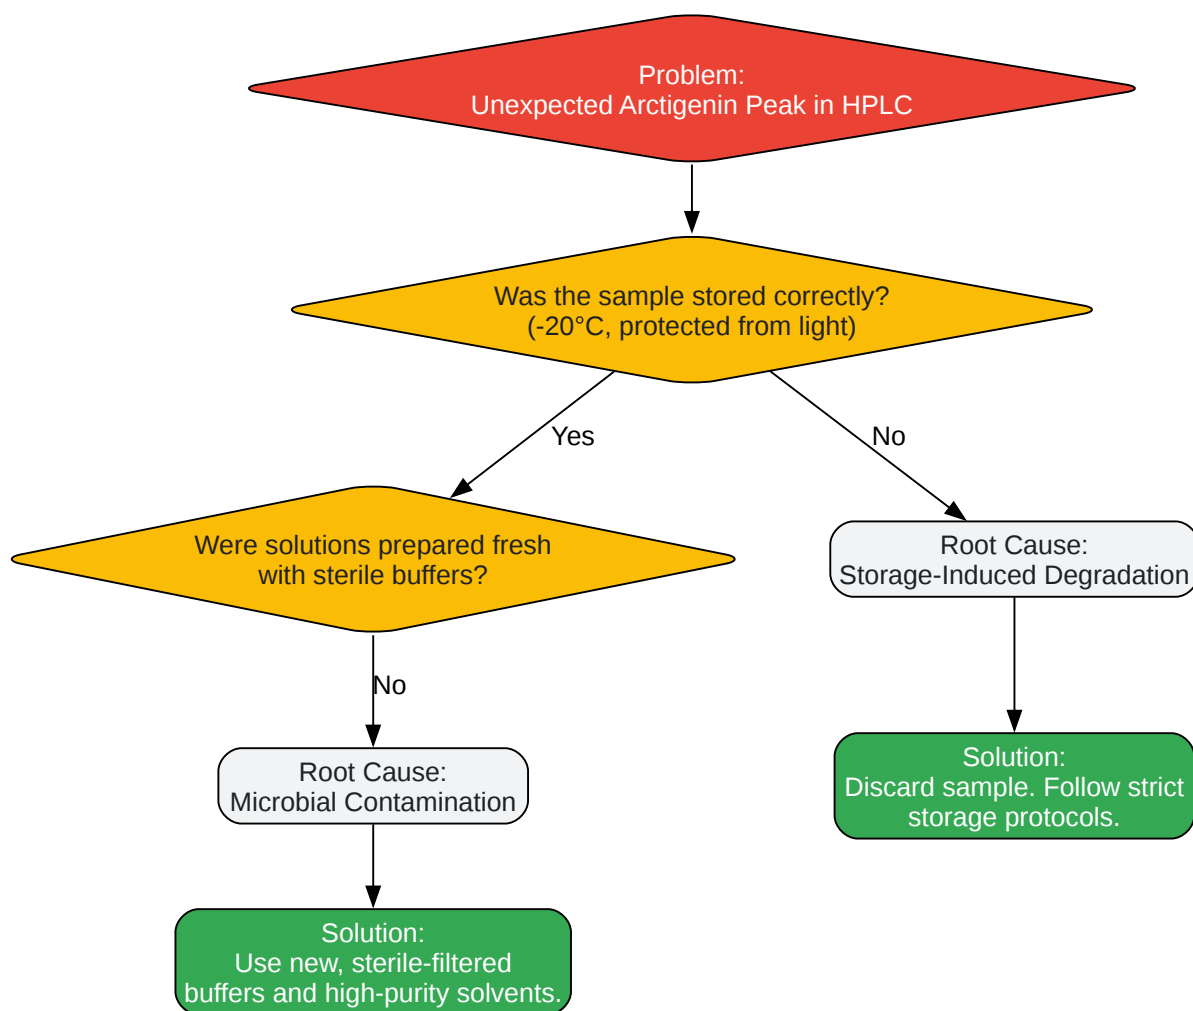 Problem:
Unexpected Arctigenin Peak in HPLC
Was the sample stored correctly?
(-20°C, protected from light)
Yes
No
Were solutions prepared fresh
with sterile buffers?
Root Cause:
Storage-Induced Degradation
No
Root Cause:
Microbial Contamination
Solution:
Discard sample. Follow strict
storage protocols.
Solution:
Use new, sterile-filtered
buffers and high-purity solvents.